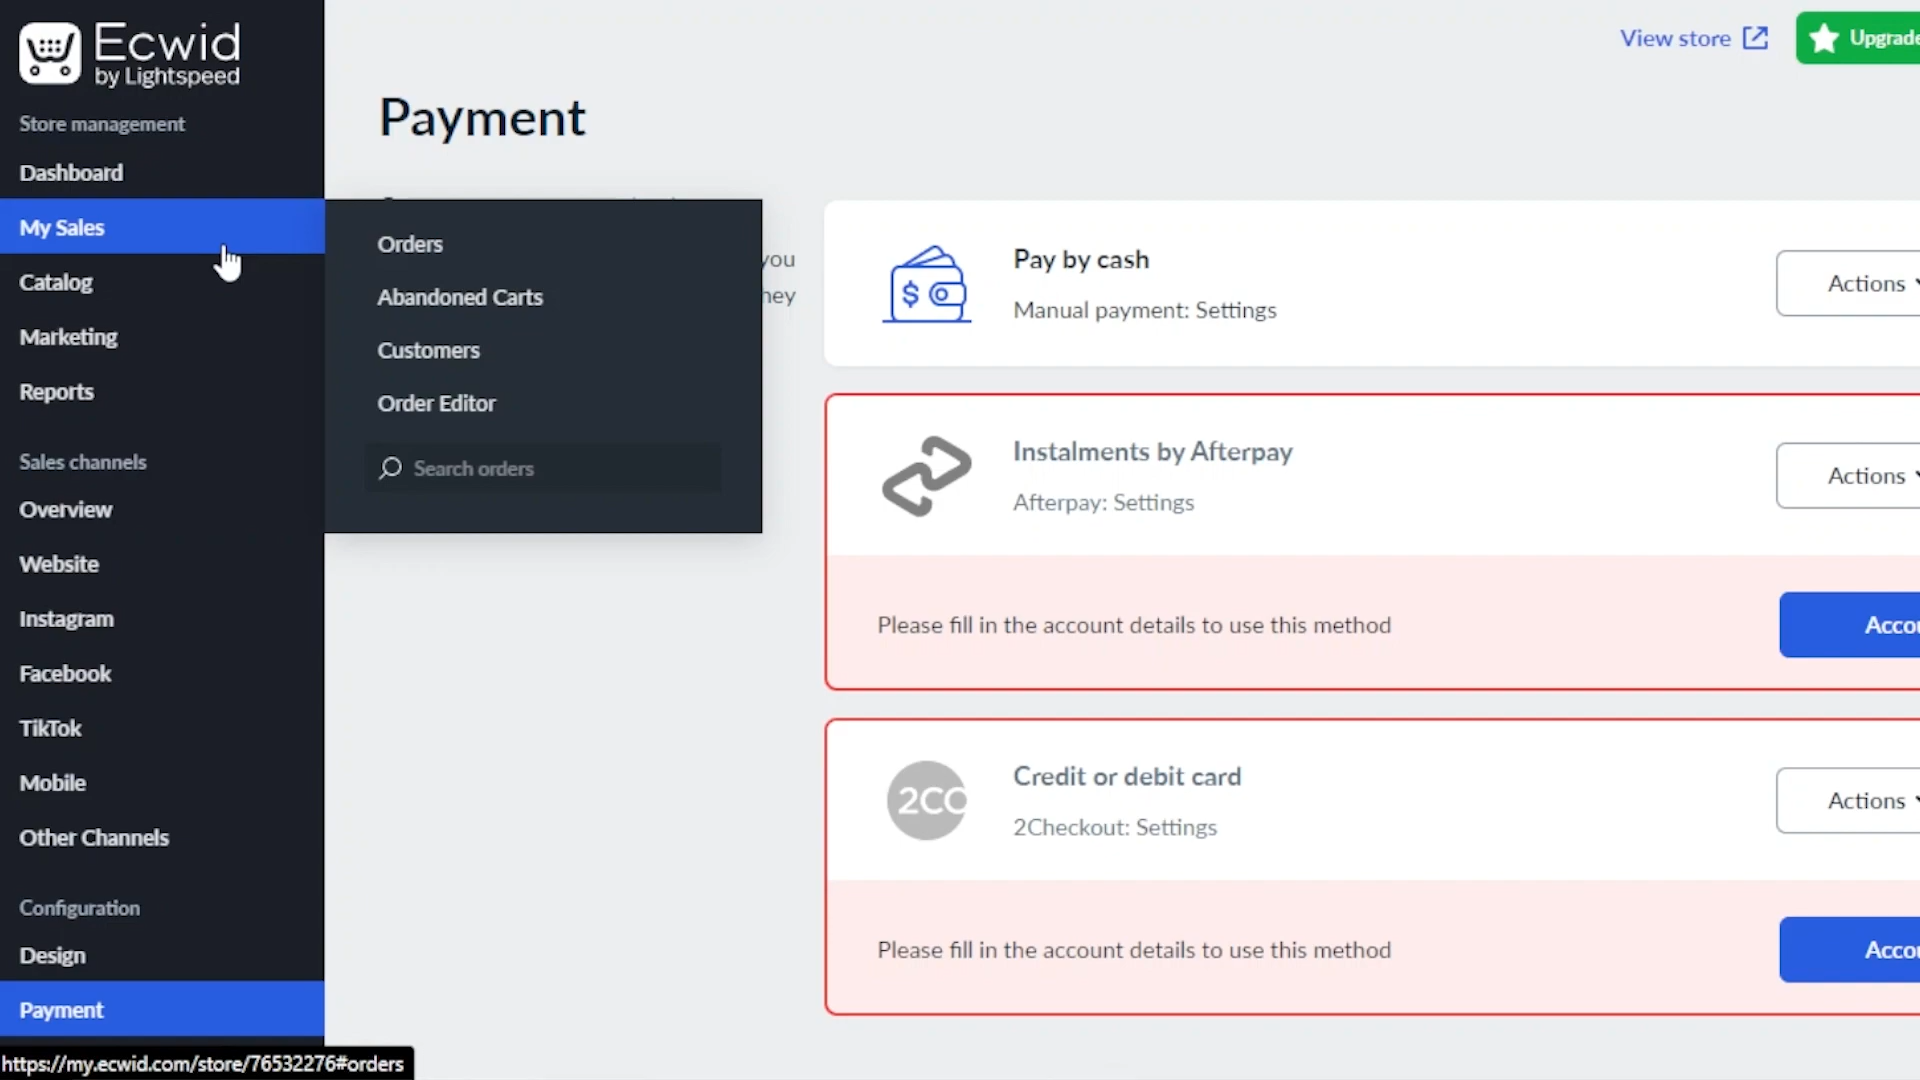 Ecwid
by Lightspeed
Store management
Dashboard
My Sales
Catalog
Marketing
Reports
Sales channels
Overview
Website
Instagram
Facebook
TikTok
Mobile
Other Channels
Configuration
Design
Payment
https://my.ecwid.com/store/76532276#orders
Orders
Abandoned Carts
Customers
Order Editor
Search orders
View store
Upgrade
Payment
you
Pay by cash
Manual payment: Settings
Actions
Instalments by Afterpay
Afterpay: Settings
Actions
Please fill in the account details to use this method
2CO
Credit or debit card
2Checkout: Settings
Actions
Please fill in the account details to use this method